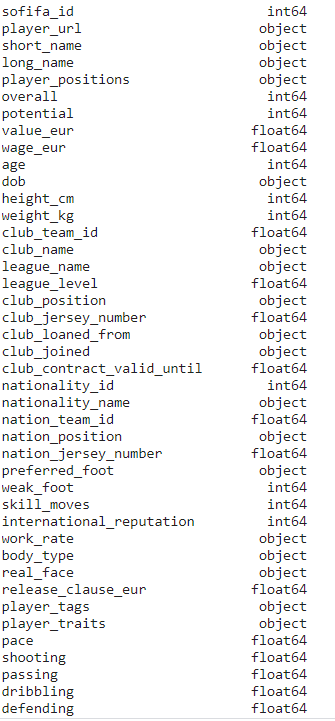 sofifa_id int64
player_url object
short_name object
long_name object
player_positions object
overall int64
potential int64
value_eur float64
wage_eur float64
age int64
dob object
height_cm int64
weight_kg int64
club_team_id float64
club_name object
league_name object
league_level float64
club_position object
club_jersey_number float64
club_loaned_from object
club_joined object
club_contract_valid_until float64
nationality_id int64
nationality_name object
nation_team_id float64
nation_position object
nation_jersey_number float64
preferred_foot object
weak_foot int64
skill_moves int64
international_reputation int64
work_rate object
body_type object
real_face object
release_clause_eur float64
player_tags object
player_traits object
pace float64
shooting float64
passing float64
dribbling float64
defending float64